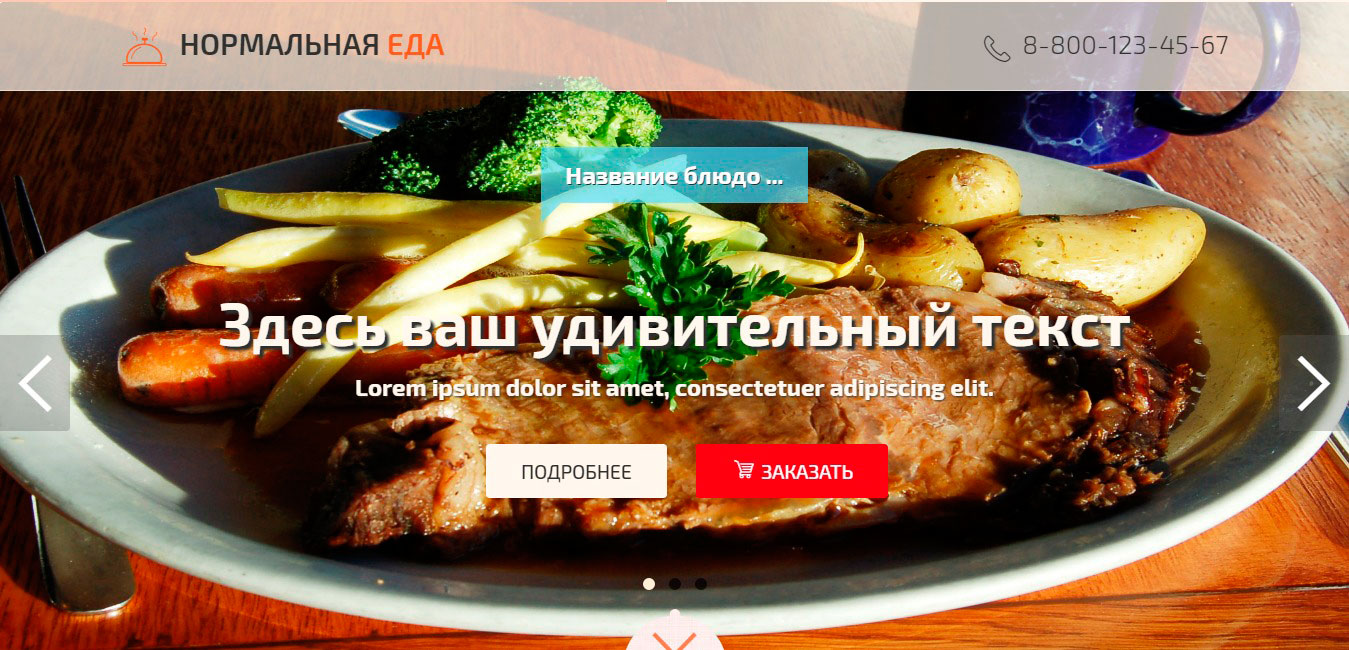 НОРМАЛЬНАЯ ЕДА
8-800-123-45-67
Название блюдо ...
Здесь ваш удивительный текст
Lorem ipsum dolor sit amet, consectetuer adipiscing elit.
ПОДРОБНЕЕ
ЗАКАЗАТЬ